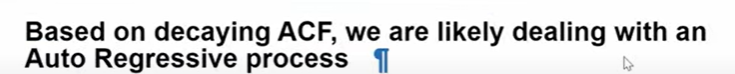 Based on decaying ACF, we are likely dealing with an
Auto Regressive process ¶